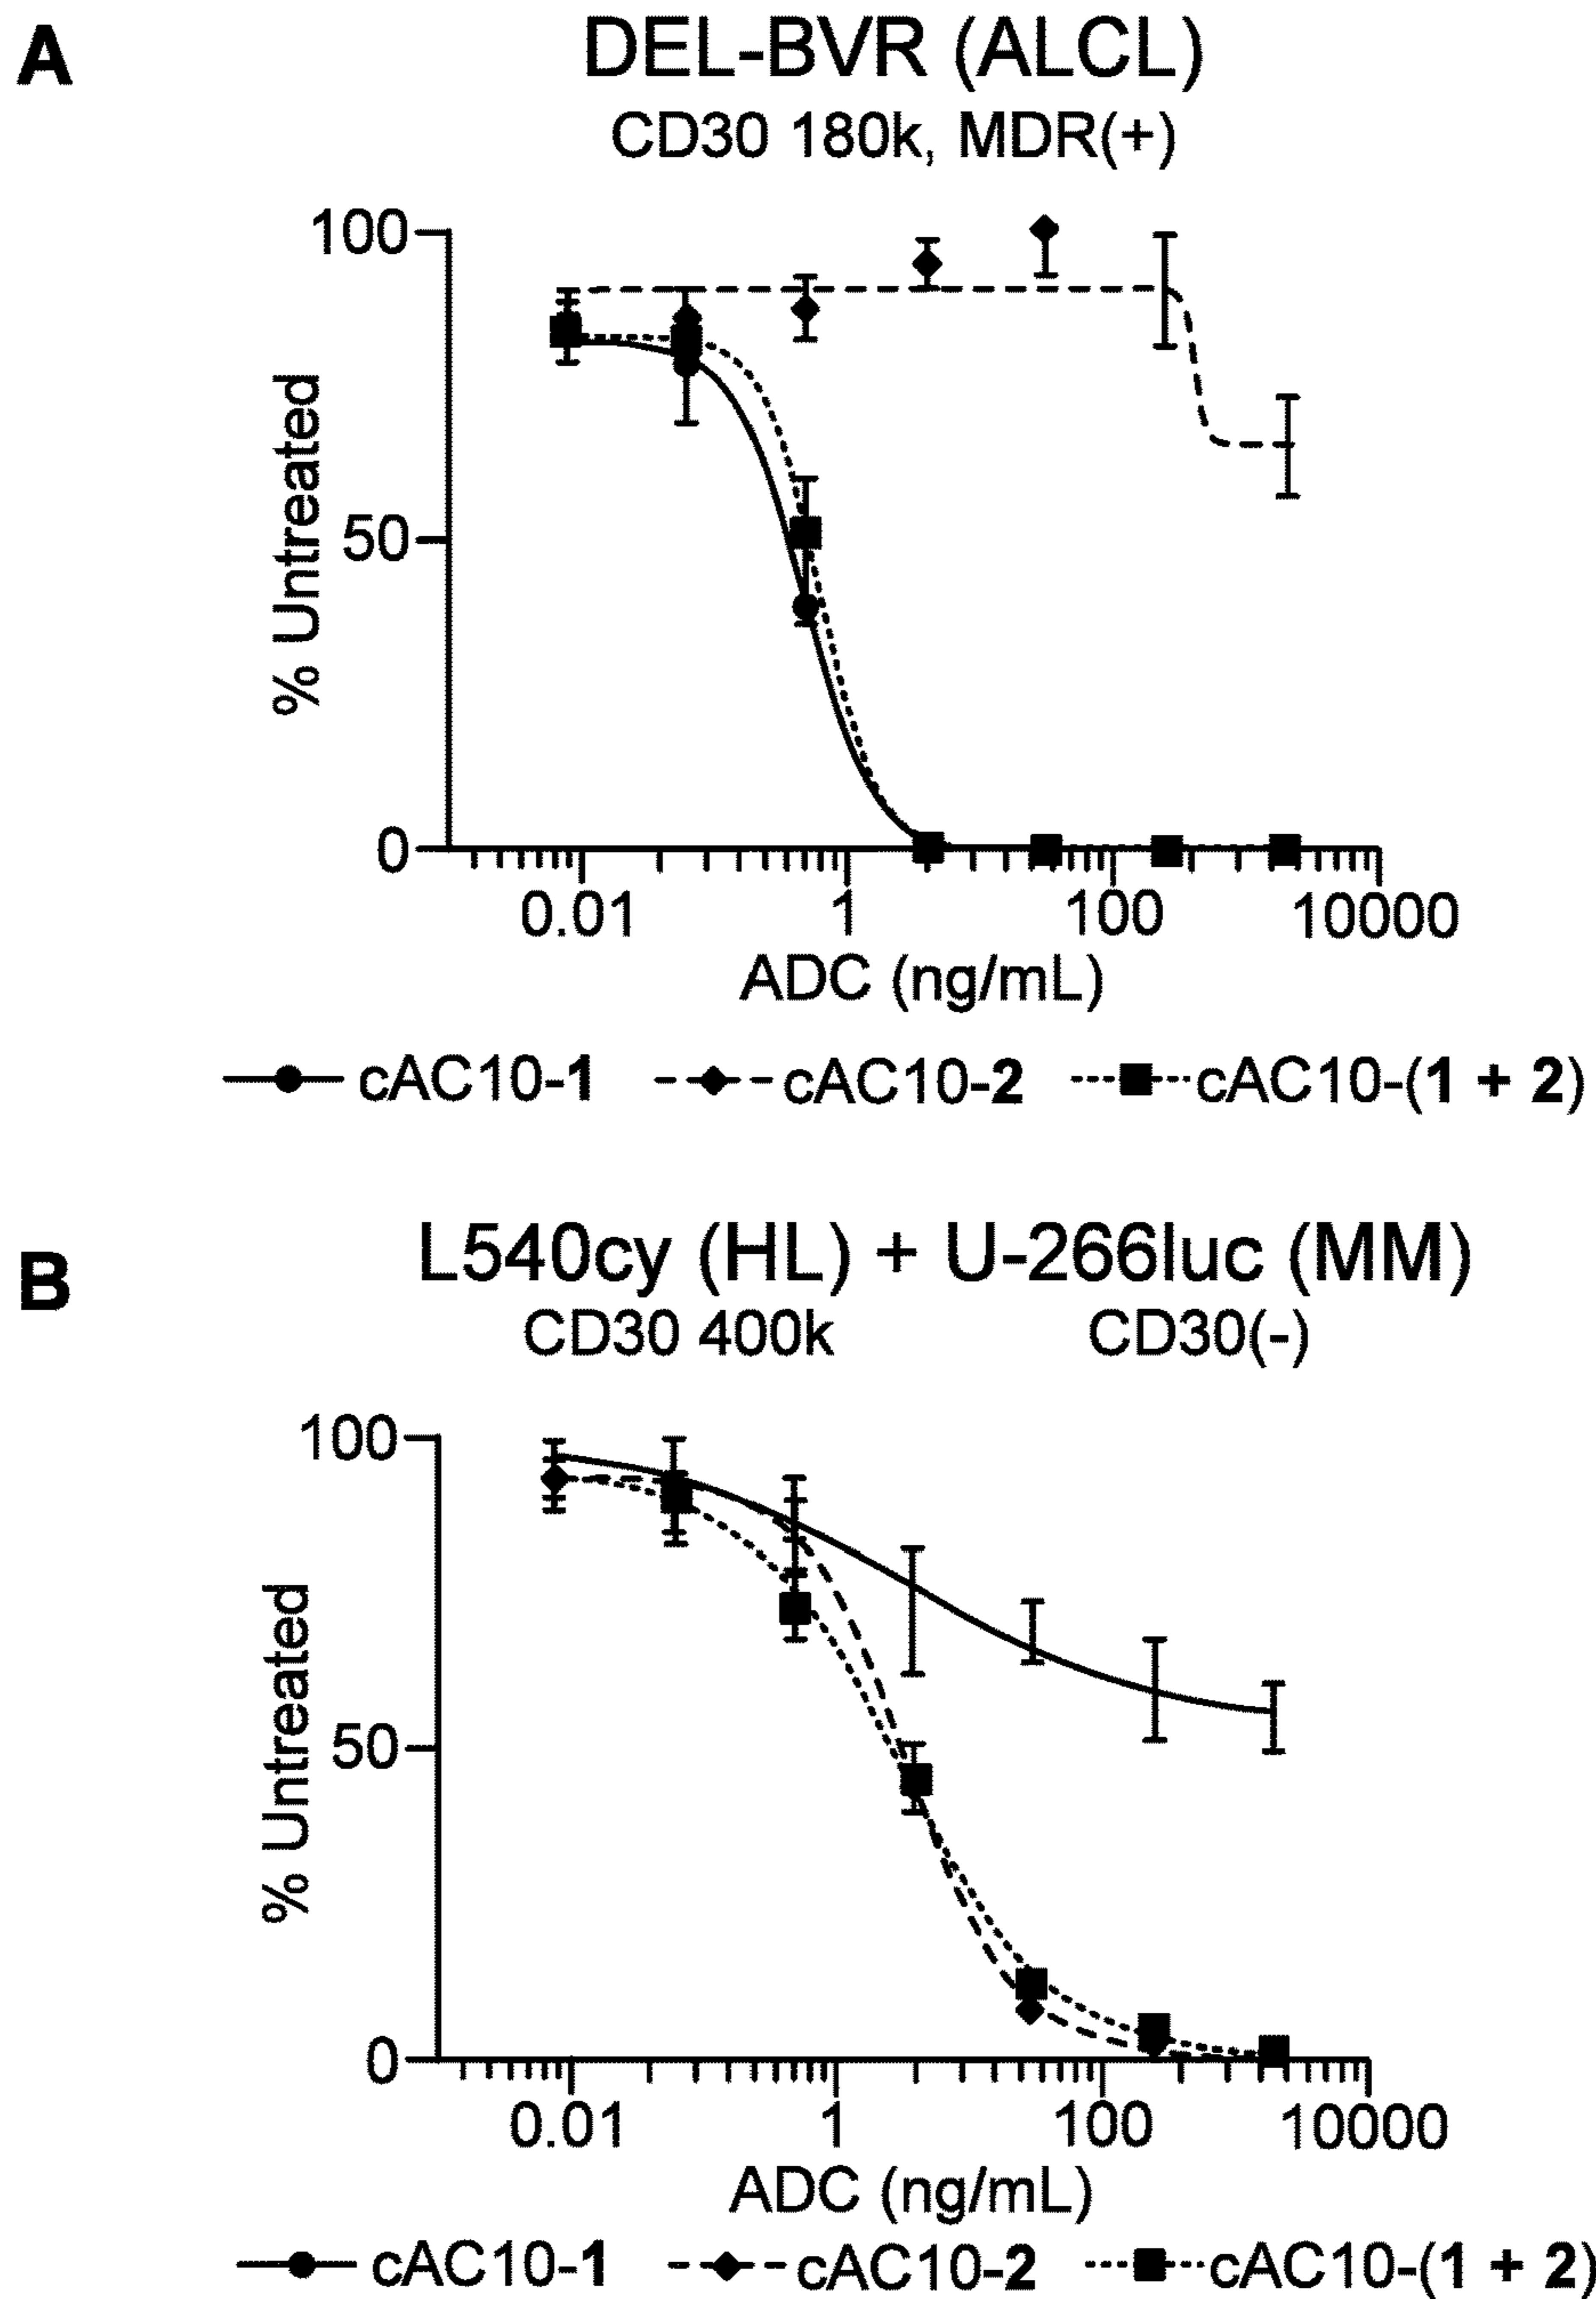 A
DEL-BVR (ALCL)
CD30 180k, MDR(+)
100
50
0
% Untreated
0.01 1 100 10000
ADC (ng/mL)
cAC10-1 cAC10-2 cAC10-(1 + 2)
B
L540cy (HL) + U-266luc (MM)
CD30 400k CD30(-)
100
50
0
% Untreated
0.01 1 100 10000
ADC (ng/mL)
cAC10-1 cAC10-2 cAC10-(1 + 2)